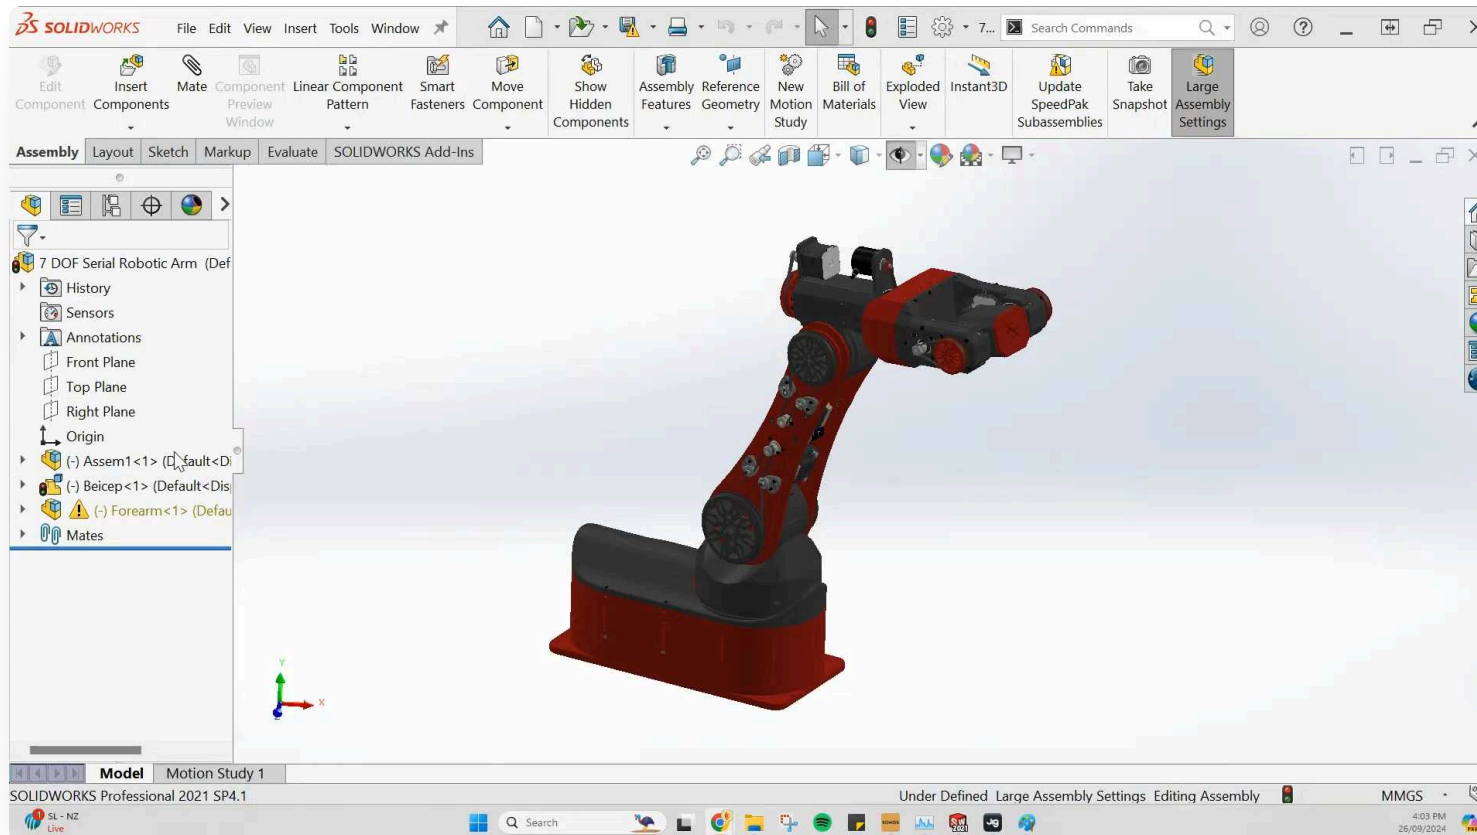 SOLIDWORKS File Edit View Insert Tools Window 7... Search Commands
Edit Component
Insert Components
Mate
Component Preview Window
Linear Component Pattern
Smart Fasteners
Move Component
Show Hidden Components
Assembly Features
Reference Geometry
New Motion Study
Bill of Materials
Exploded View
Instant3D
Update SpeedPak Subassemblies
Take Snapshot
Large Assembly Settings
Assembly Layout Sketch Markup Evaluate SOLIDWORKS Add-Ins
7 DOF Serial Robotic Arm (Def
History
Sensors
Annotations
Front Plane
Top Plane
Right Plane
Origin
(-) Assem1<1> (Default<Di
(-) Beicep<1> (Default<Dis
(-) Forearm<1> (Defau
Mates
Y
X
Z
Model Motion Study 1
SOLIDWORKS Professional 2021 SP4.1 Under Defined Large Assembly Settings Editing Assembly MMGS
SL - NZ
Live
Search
SONOS
SW
2021
4:03 PM
26/09/2024